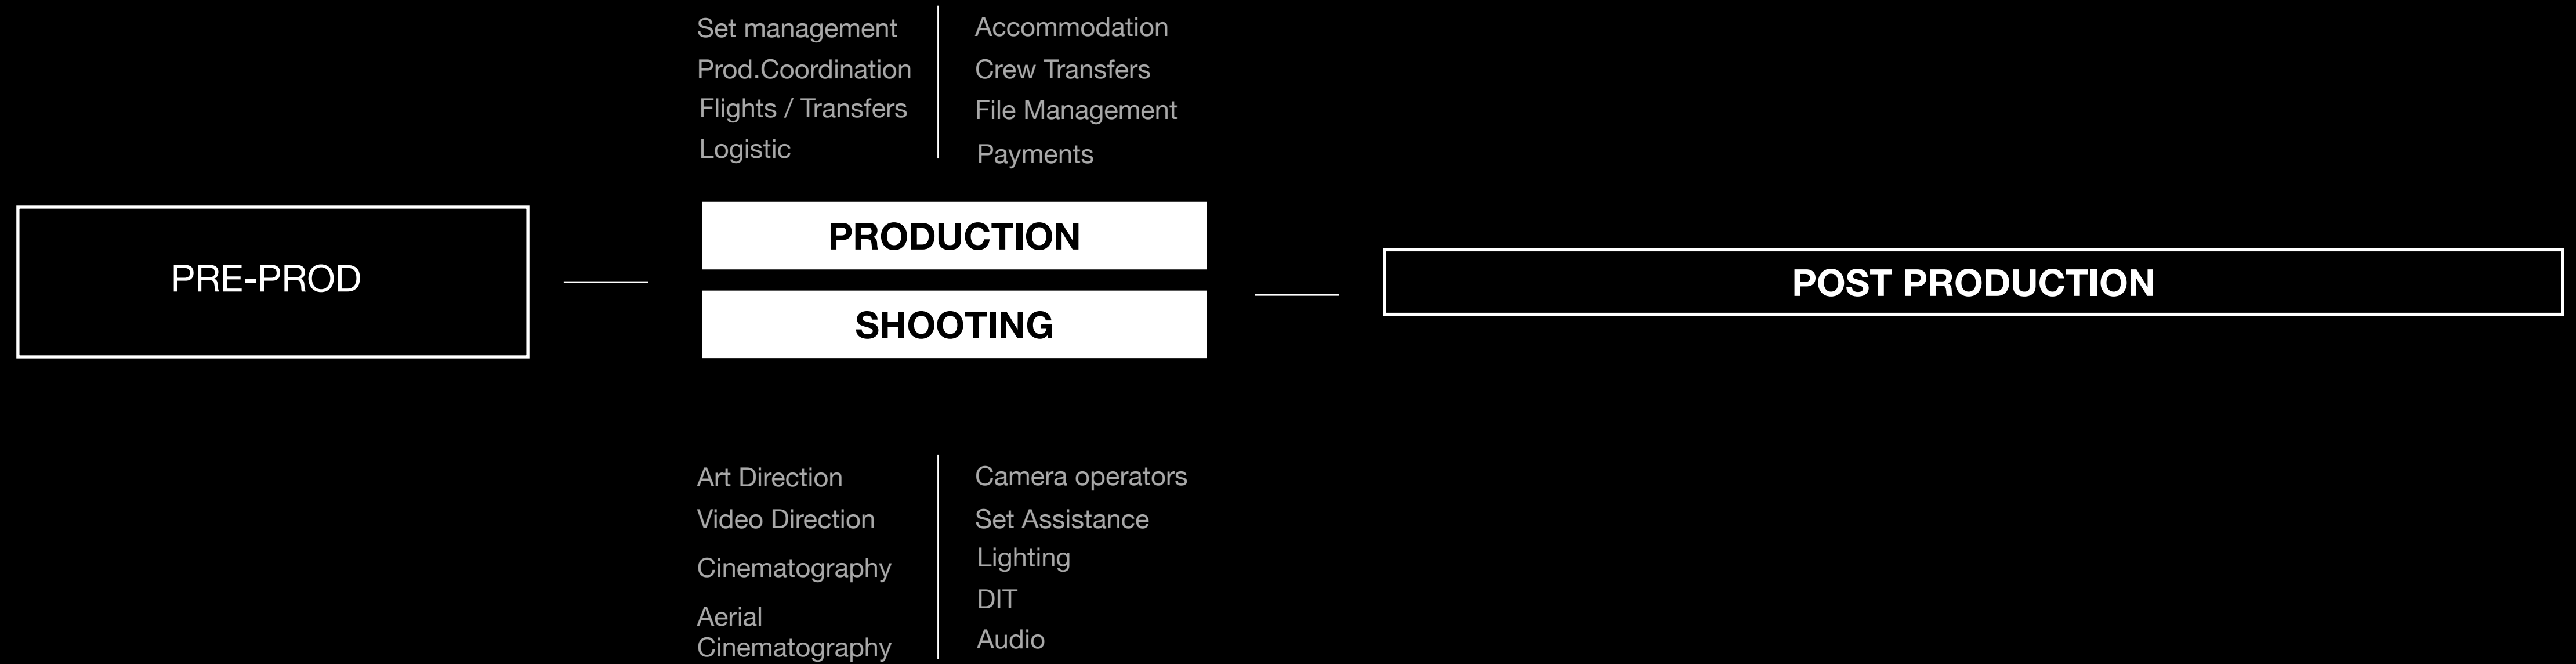 Set management
Prod.Coordination
Flights / Transfers
Logistic
Accommodation
Crew Transfers
File Management
Payments
PRE-PROD
PRODUCTION
SHOOTING
POST PRODUCTION
Art Direction
Video Direction
Cinematography
Aerial
Cinematography
Camera operators
Set Assistance
Lighting
DIT
Audio